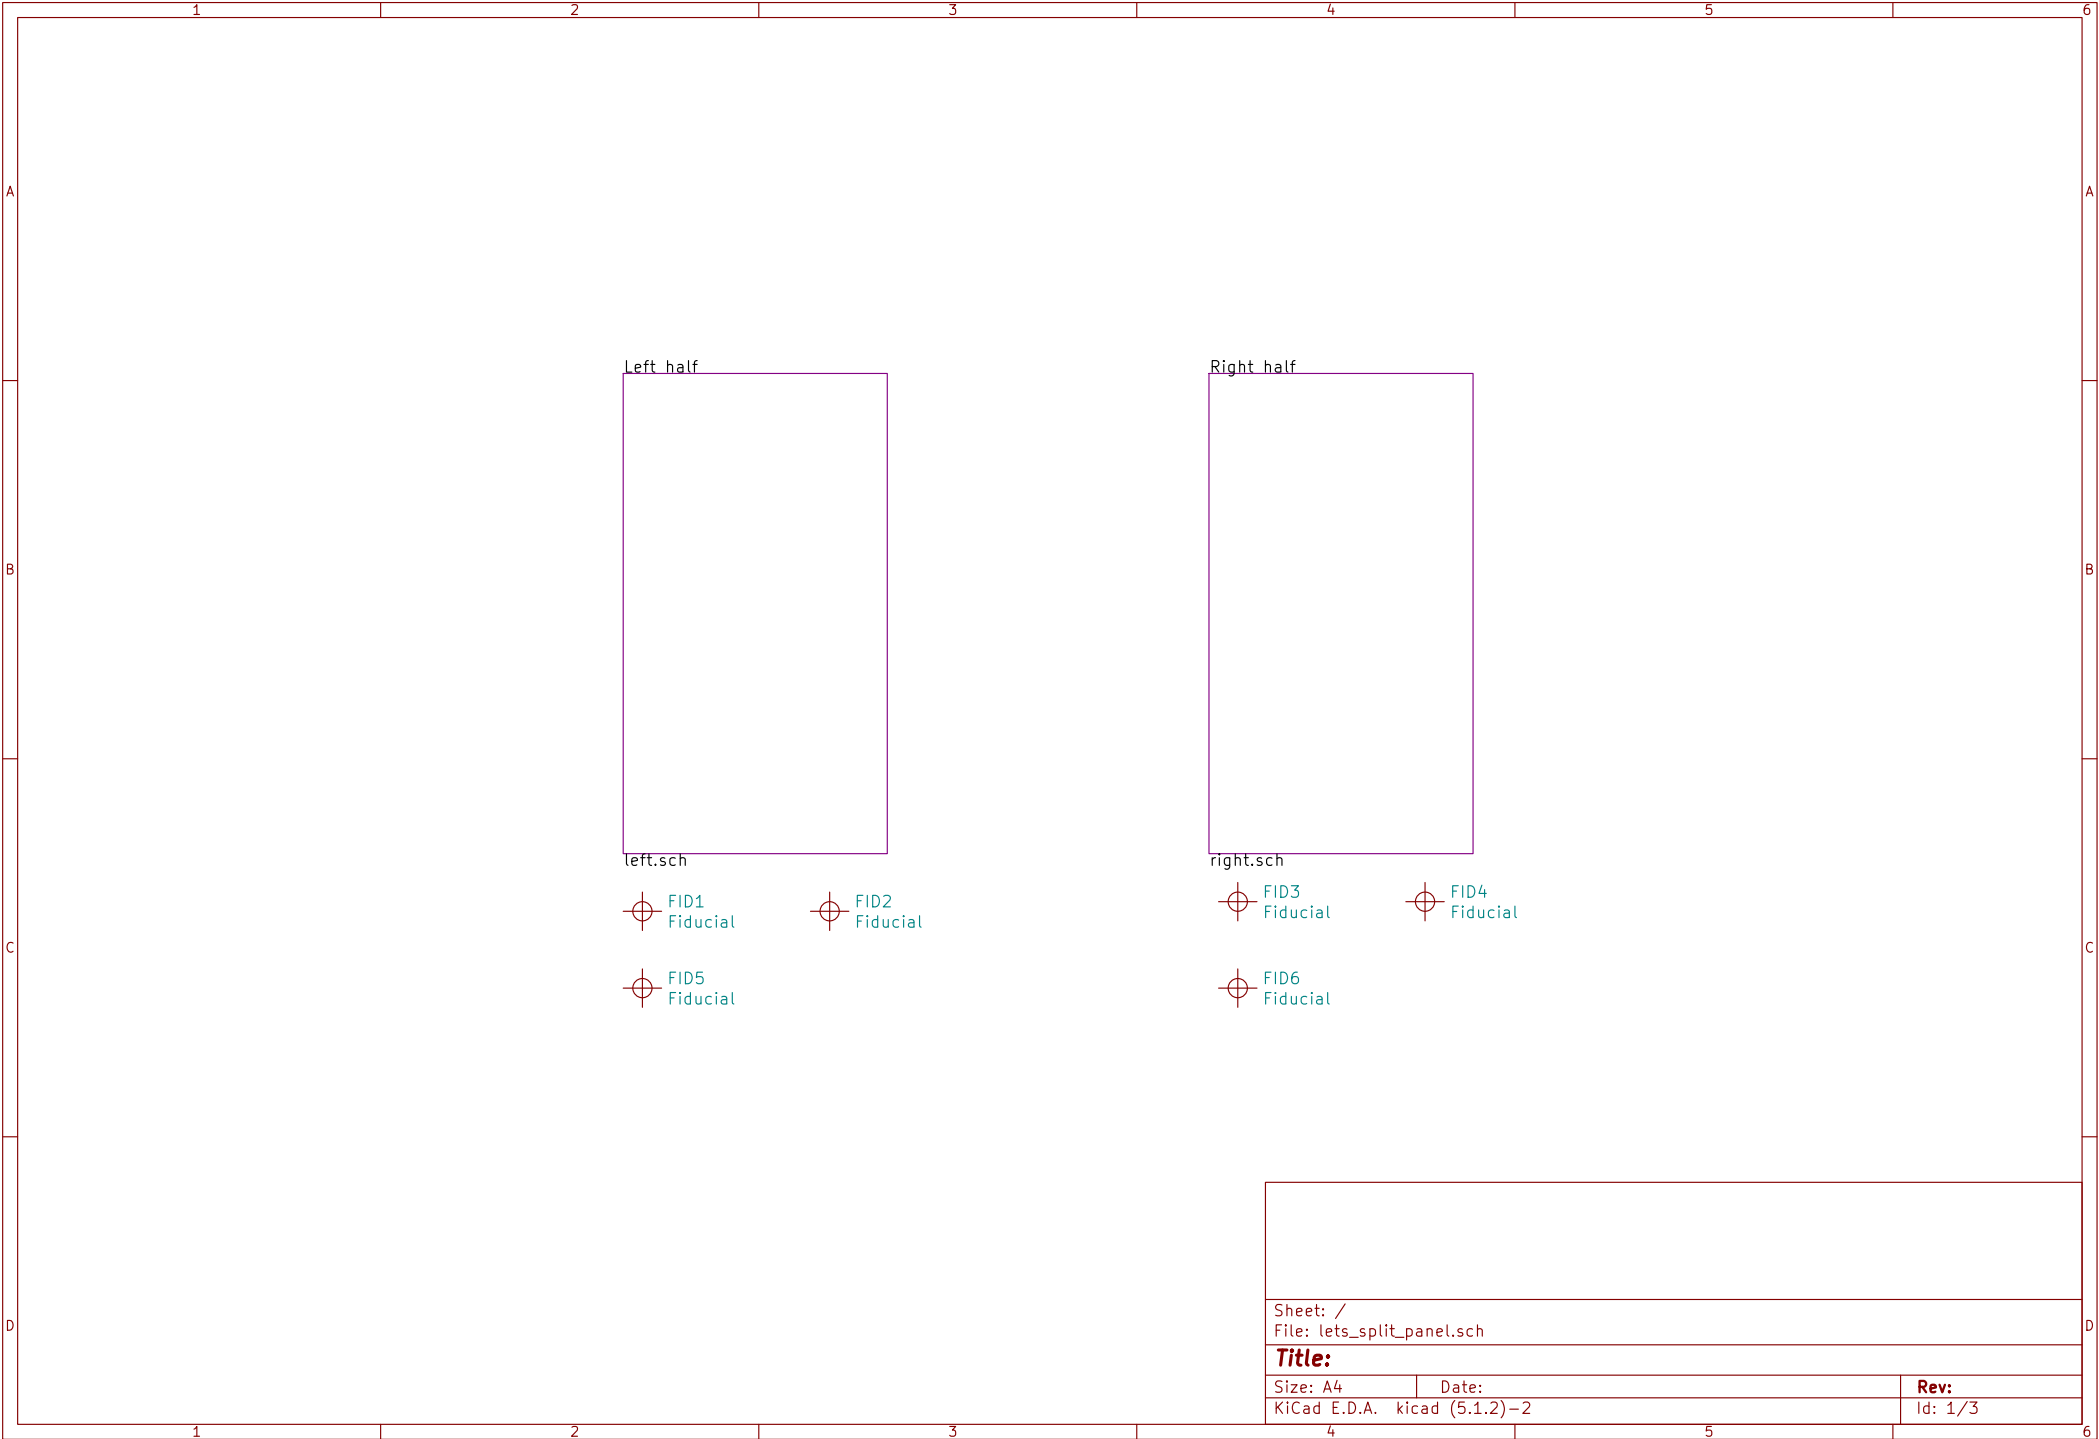 1 2 3 4 5 6
A A
Left half Right half
B B
left.sch right.sch
FID1 FID2 FID3 FID4
Fiducial Fiducial Fiducial Fiducial
C C
FID5 FID6
Fiducial Fiducial
Sheet: /
File: lets_split_panel.sch
D D
Title:
Size: A4 Date: Rev:
KiCad E.D.A. kicad (5.1.2)-2 Id: 1/3
1 2 3 4 5 6